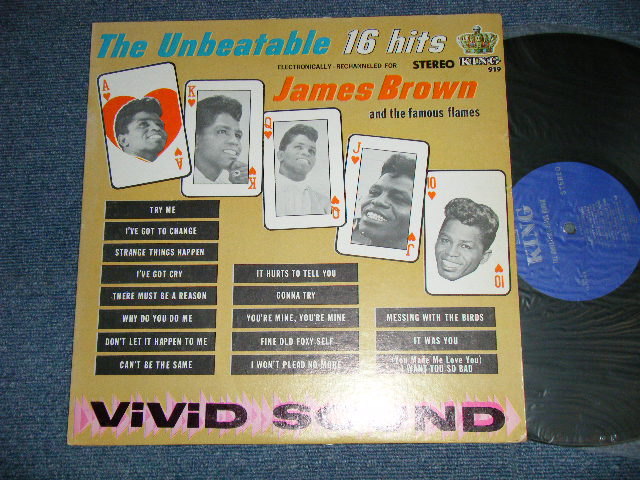 The Unbeatable 16 hits
KING
919
ELECTRONICALLY - RECHANNELED FOR STEREO
James Brown
and the famous flames
A
A
K
K
Q
Q
J
J
10
10
TRY ME
I'VE GOT TO CHANGE
STRANGE THINGS HAPPEN
I'VE GOT CRY
THERE MUST BE A REASON
WHY DO YOU DO ME
DON'T LET IT HAPPEN TO ME
CAN'T BE THE SAME
IT HURTS TO TELL YOU
GONNA TRY
YOU'RE MINE, YOU'RE MINE
FINE OLD FOXY SELF
I WON'T PLEAD NO MORE
MESSING WITH THE BIRDS
IT WAS YOU
(You Made Me Love You)
I WANT YOU SO BAD
ViViD SOUND
KING
STEREO